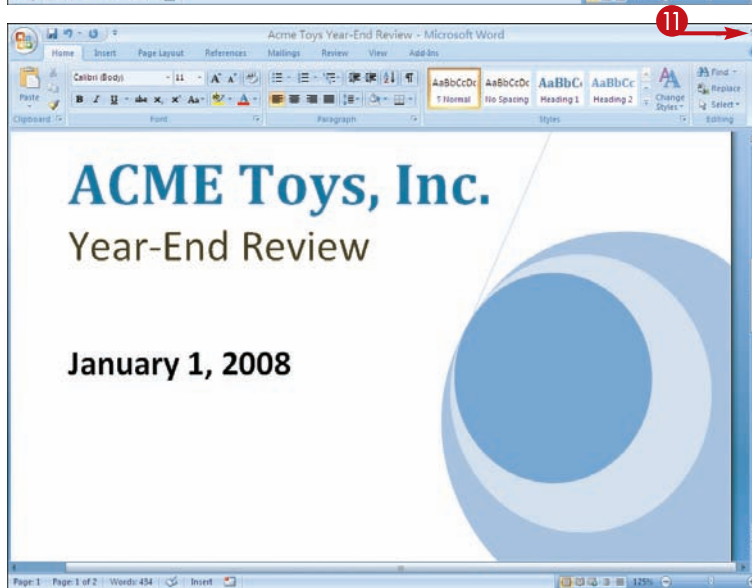 11
Acme Toys Year-End Review - Microsoft Word
Home Insert Page Layout References Mailings Review View Add-Ins
Calibri (Body) 11 A A AaBbCcDc AaBbCcDc AaBbC AaBbCc A Find
Replace
Paste B I U abc x, x' Aa A ¶ Normal No Spacing Heading 1 Heading 2 Change Styles Select
Clipboard Font Paragraph Styles Editing
ACME Toys, Inc.
Year-End Review
January 1, 2008
Page: 1 Page: 1 of 2 Words: 434 Insert 125%